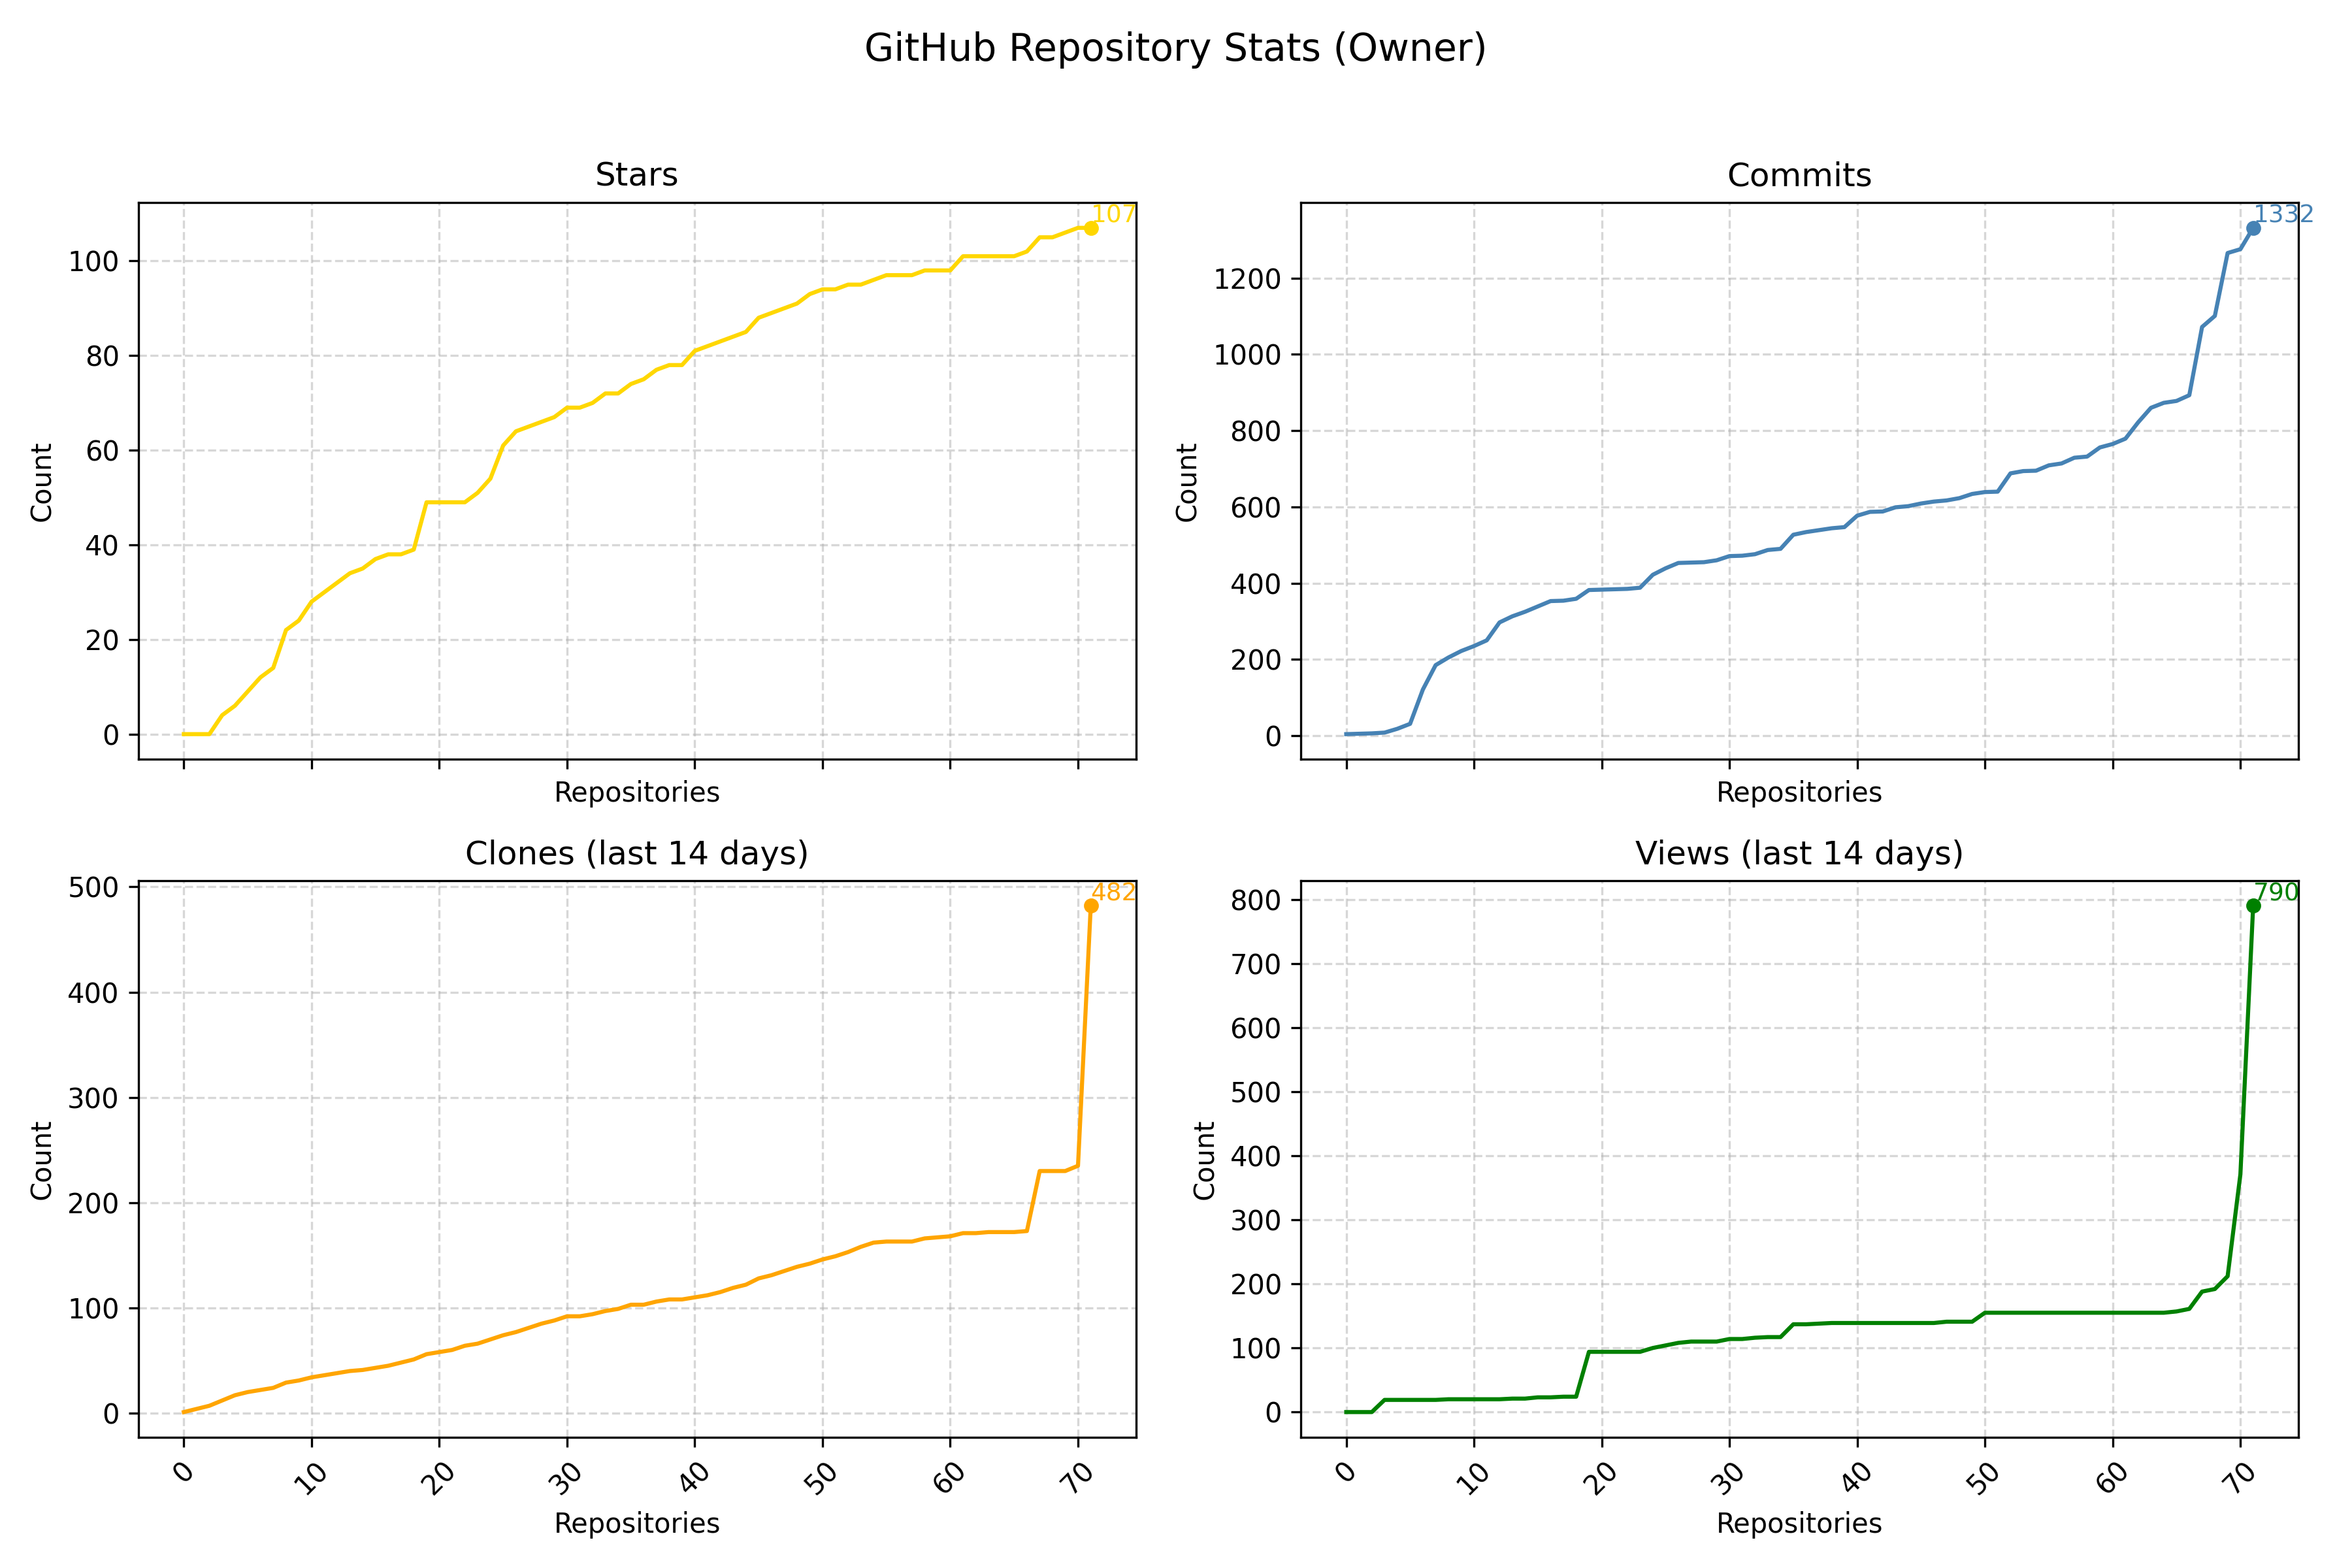 GitHub Repository Stats (Owner)
Stars
107
100
80
60
40
20
0
Count
Repositories
Commits
1332
1200
1000
800
600
400
200
0
Count
Repositories
Clones (last 14 days)
482
500
400
300
200
100
0
Count
0 10 20 30 40 50 60 70
Repositories
Views (last 14 days)
790
800
700
600
500
400
300
200
100
0
Count
0 10 20 30 40 50 60 70
Repositories